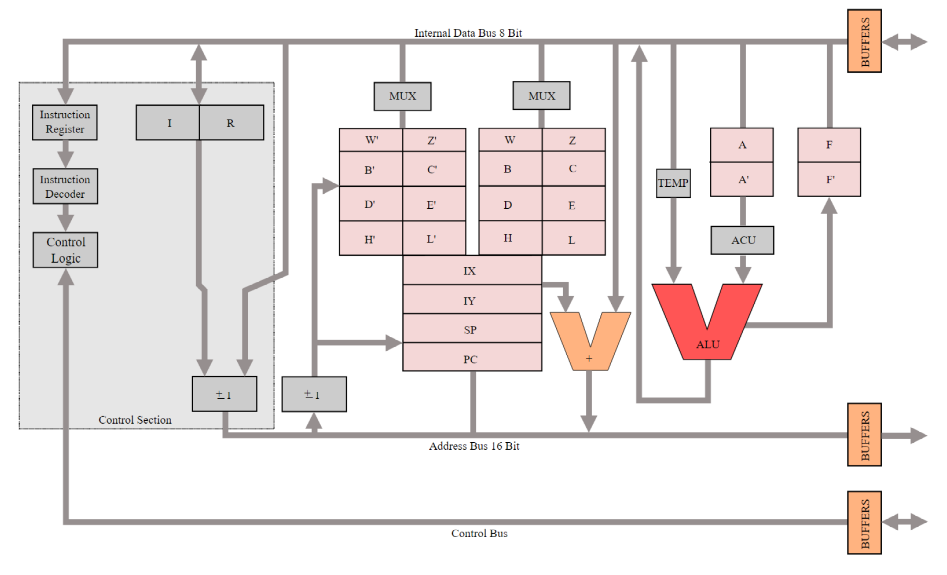 Internal Data Bus 8 Bit
BUFFERS
Instruction
Register
I
R
MUX
MUX
Instruction
Decoder
Control
Logic
W'
Z'
B'
C'
D'
E'
H'
L'
W
Z
B
C
D
E
H
L
IX
IY
SP
PC
TEMP
A
A'
F
F'
ACU
ALU
+
± 1
± 1
Control Section
Address Bus 16 Bit
BUFFERS
Control Bus
BUFFERS